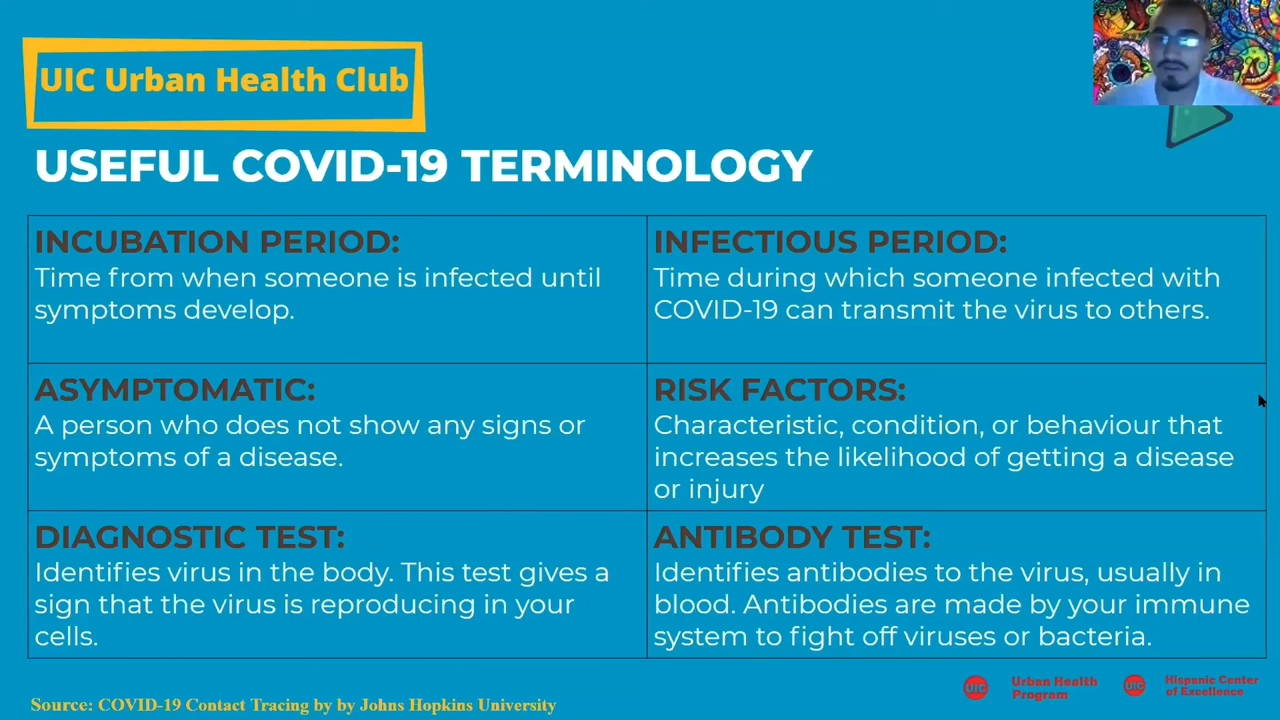 UIC Urban Health Club
USEFUL COVID-19 TERMINOLOGY
INCUBATION PERIOD:
Time from when someone is infected until
symptoms develop.
INFECTIOUS PERIOD:
Time during which someone infected with
COVID-19 can transmit the virus to others.
ASYMPTOMATIC:
A person who does not show any signs or
symptoms of a disease.
RISK FACTORS:
Characteristic, condition, or behaviour that
increases the likelihood of getting a disease
or injury
DIAGNOSTIC TEST:
Identifies virus in the body. This test gives a
sign that the virus is reproducing in your
cells.
ANTIBODY TEST:
Identifies antibodies to the virus, usually in
blood. Antibodies are made by your immune
system to fight off viruses or bacteria.
Source: COVID-19 Contact Tracing by by Johns Hopkins University
UIC
Urban Health
Program
UIC
Hispanic Center
of Excellence